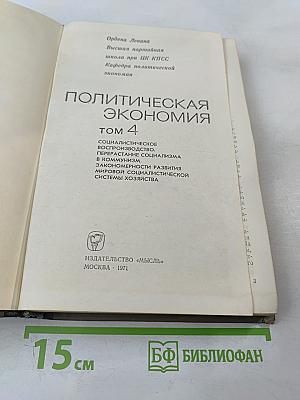 Ордена Ленина
Высшая партийная
школа при ЦК КПСС
Кафедра политической
экономии
ПОЛИТИЧЕСКАЯ
ЭКОНОМИЯ
ТОМ 4
СОЦИАЛИСТИЧЕСКОЕ
ВОСПРОИЗВОДСТВО.
ПЕРЕРАСТАНИЕ СОЦИАЛИЗМА
В КОММУНИЗМ.
ЗАКОНОМЕРНОСТИ РАЗВИТИЯ
МИРОВОЙ СОЦИАЛИСТИЧЕСКОЙ
СИСТЕМЫ ХОЗЯЙСТВА
ИЗДАТЕЛЬСТВО «МЫСЛЬ»
МОСКВА · 1971
15 см
БФ БИБЛИОФАН